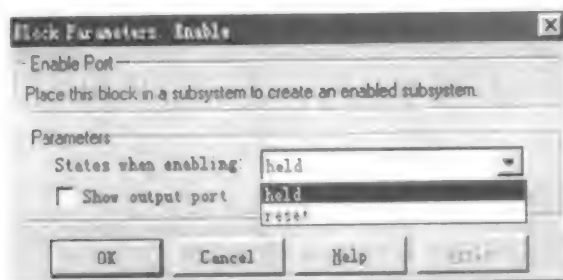 Block Parameters: Enable
Enable Port
Place this block in a subsystem to create an enabled subsystem.
Parameters
States when enabling: held
held
Show output port
reset
OK Cancel Help